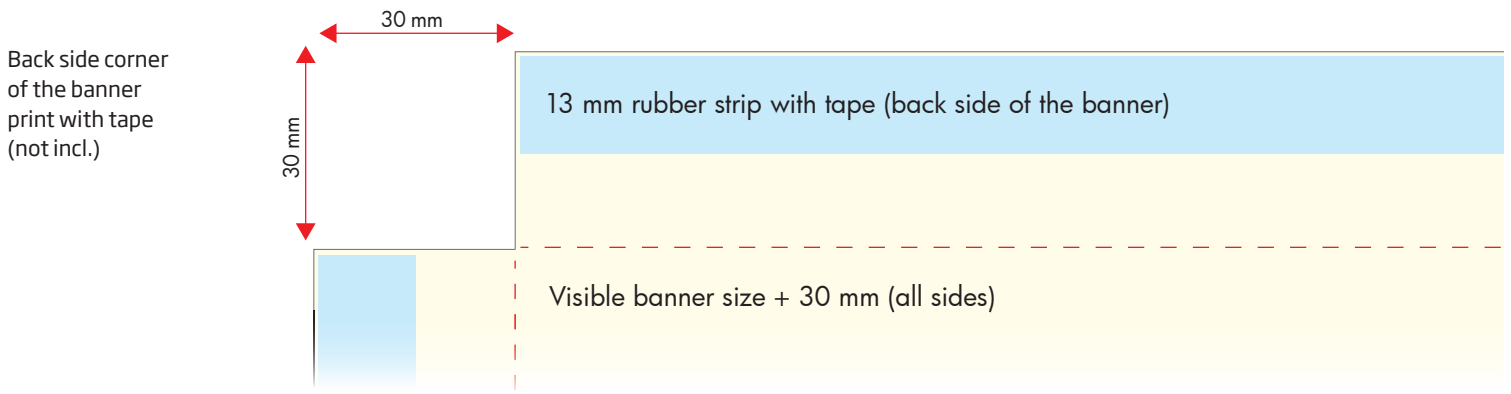 30 mm
Back side corner
of the banner
print with tape
(not incl.)
30 mm
13 mm rubber strip with tape (back side of the banner)
Visible banner size + 30 mm (all sides)